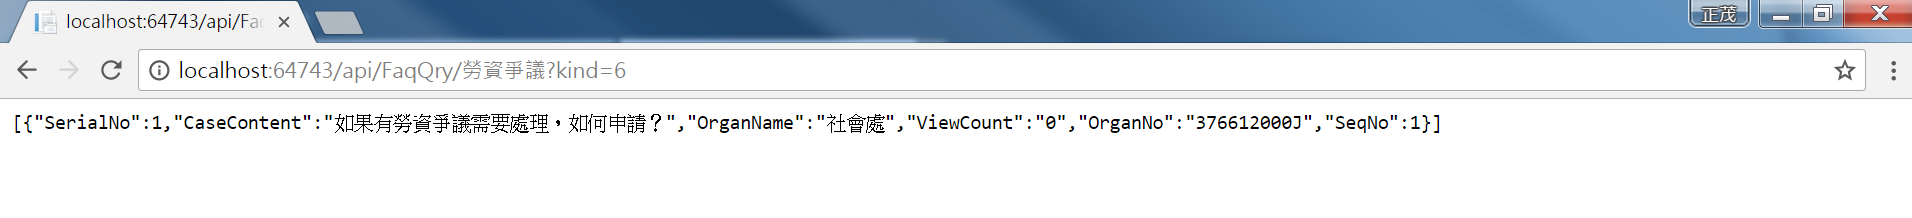 localhost:64743/api/Fa
正茂
localhost:64743/api/FaqQry/勞資爭議?kind=6
[{"SerialNo":1,"CaseContent":"如果有勞資爭議需要處理，如何申請？","OrganName":"社會處","ViewCount":"0","OrganNo":"376612000J","SeqNo":1}]